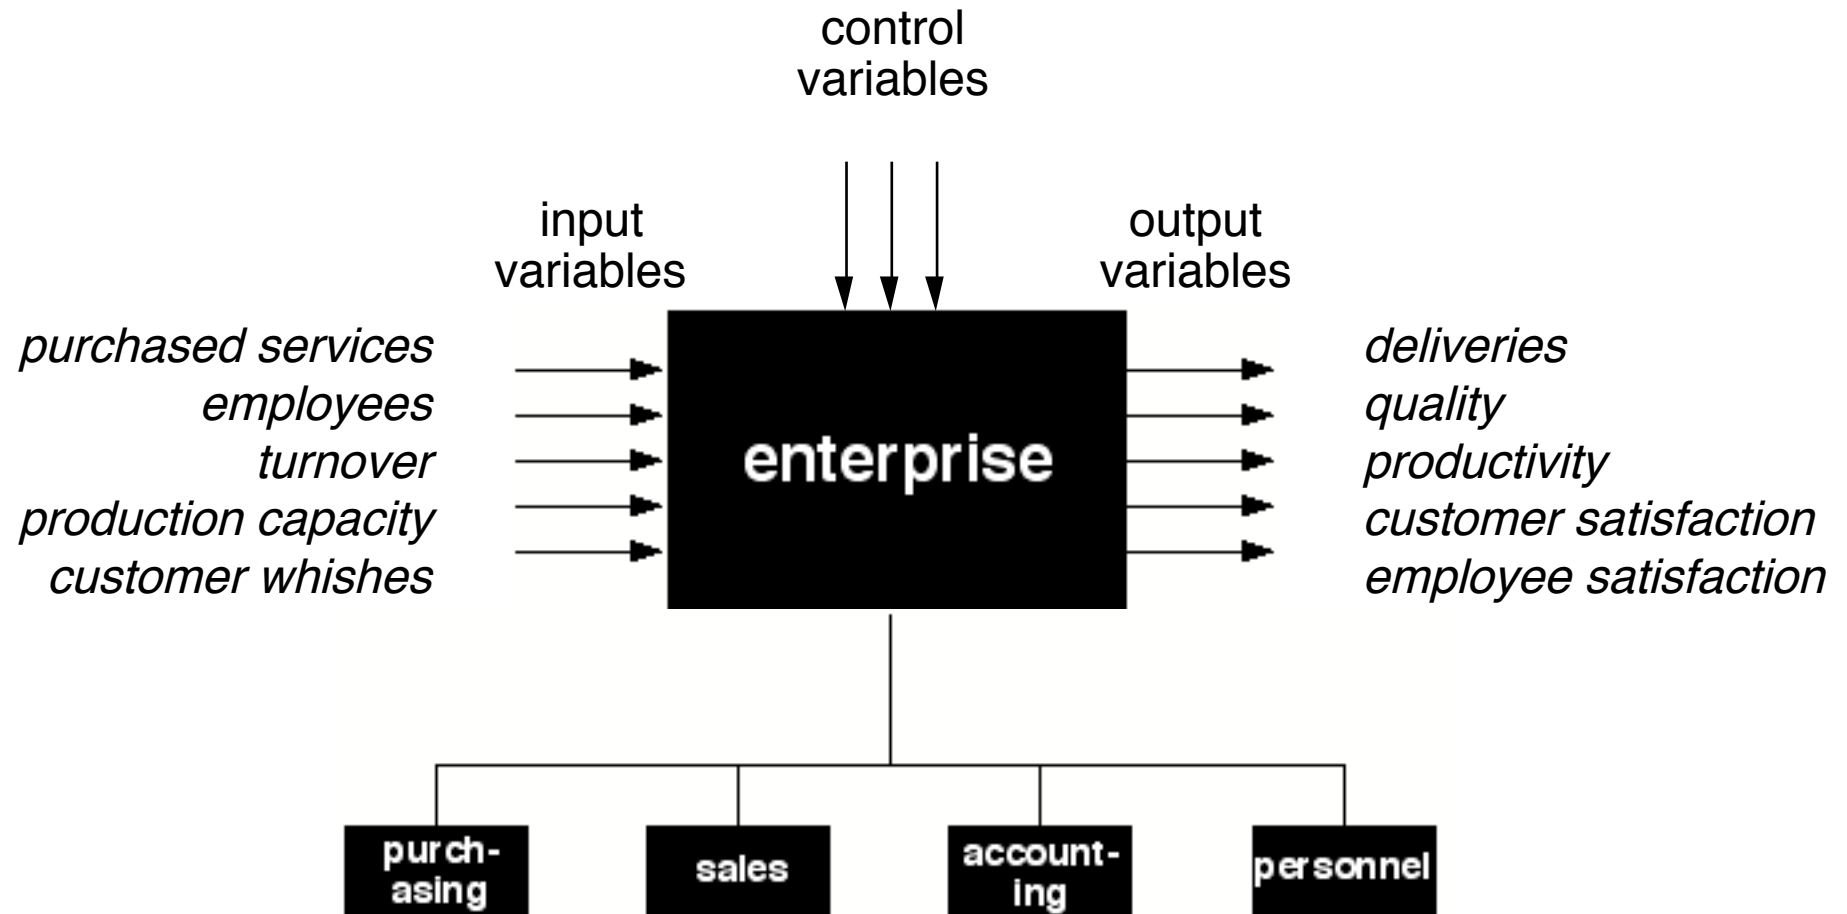 control
variables
input
variables
output
variables
purchased services
employees
turnover
production capacity
customer whishes
enterprise
deliveries
quality
productivity
customer satisfaction
employee satisfaction
purch-
asing
sales
account-
ing
personnel